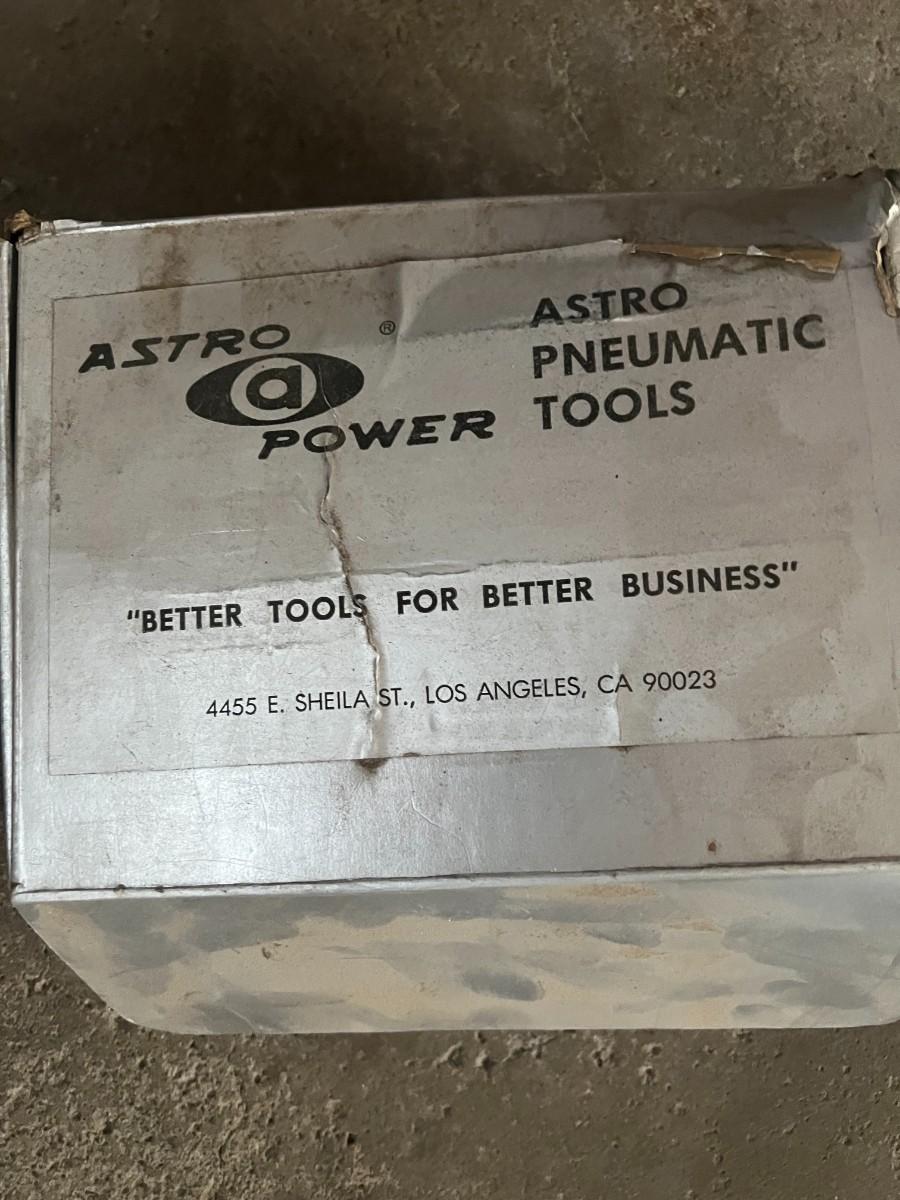 ASTRO
®
a
POWER
ASTRO
PNEUMATIC
TOOLS
"BETTER TOOLS FOR BETTER BUSINESS"
4455 E. SHEILA ST., LOS ANGELES, CA 90023